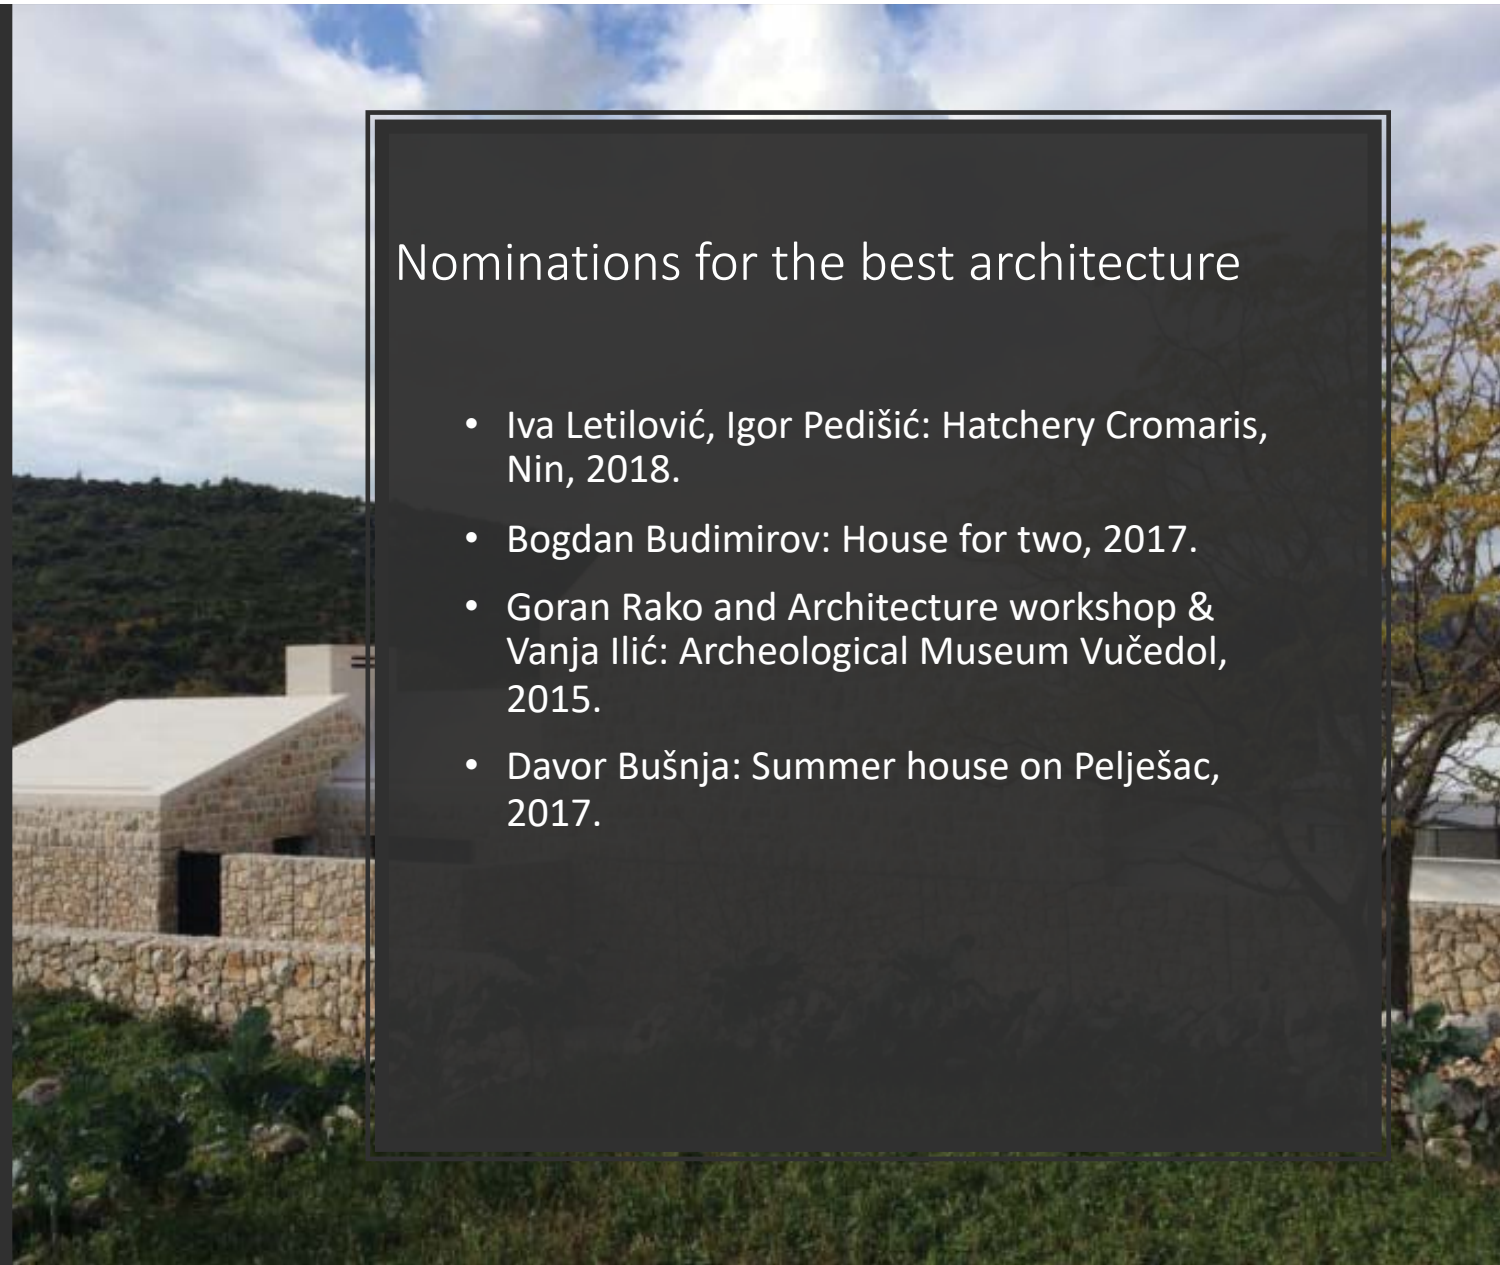 Nominations for the best architecture
• Iva Letilović, Igor Pedišić: Hatchery Cromaris,
Nin, 2018.
• Bogdan Budimirov: House for two, 2017.
• Goran Rako and Architecture workshop &
Vanja Ilić: Archeological Museum Vučedol,
2015.
• Davor Bušnja: Summer house on Pelješac,
2017.